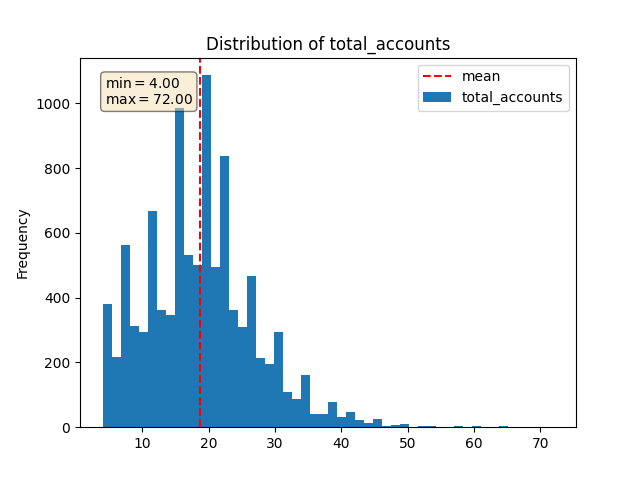 Distribution of total_accounts
min = 4.00
max = 72.00
mean
total_accounts
Frequency
1000
800
600
400
200
0
10 20 30 40 50 60 70